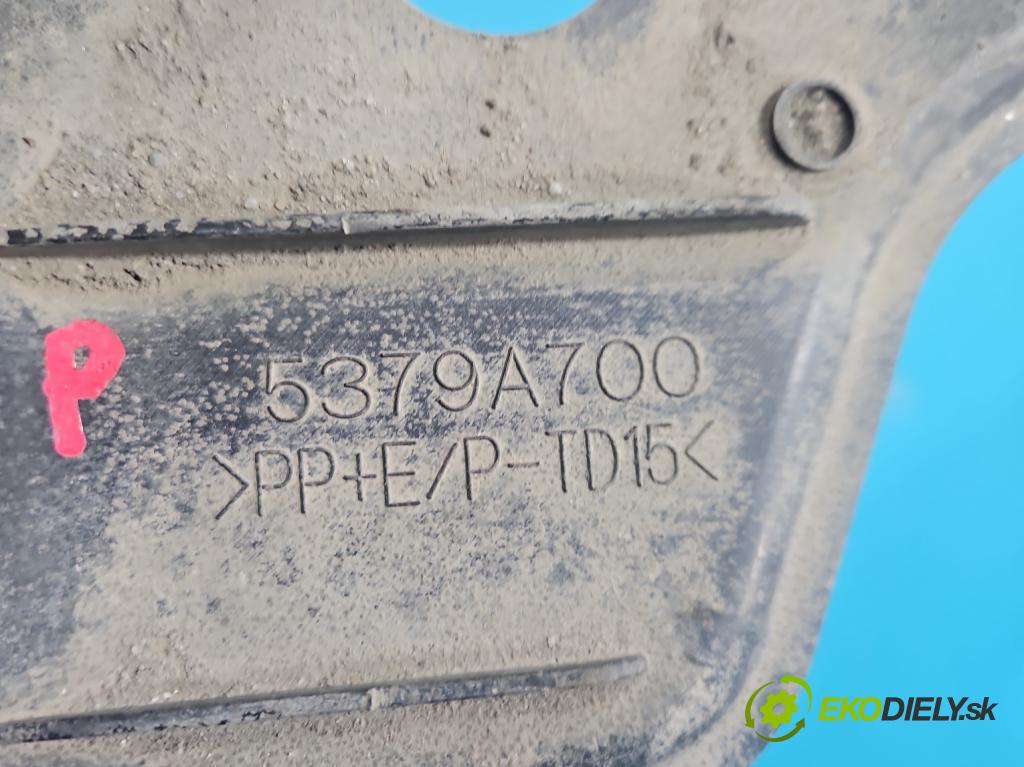 P
5379A700
>PP+E/P-TD15<
EKODIELY.sk